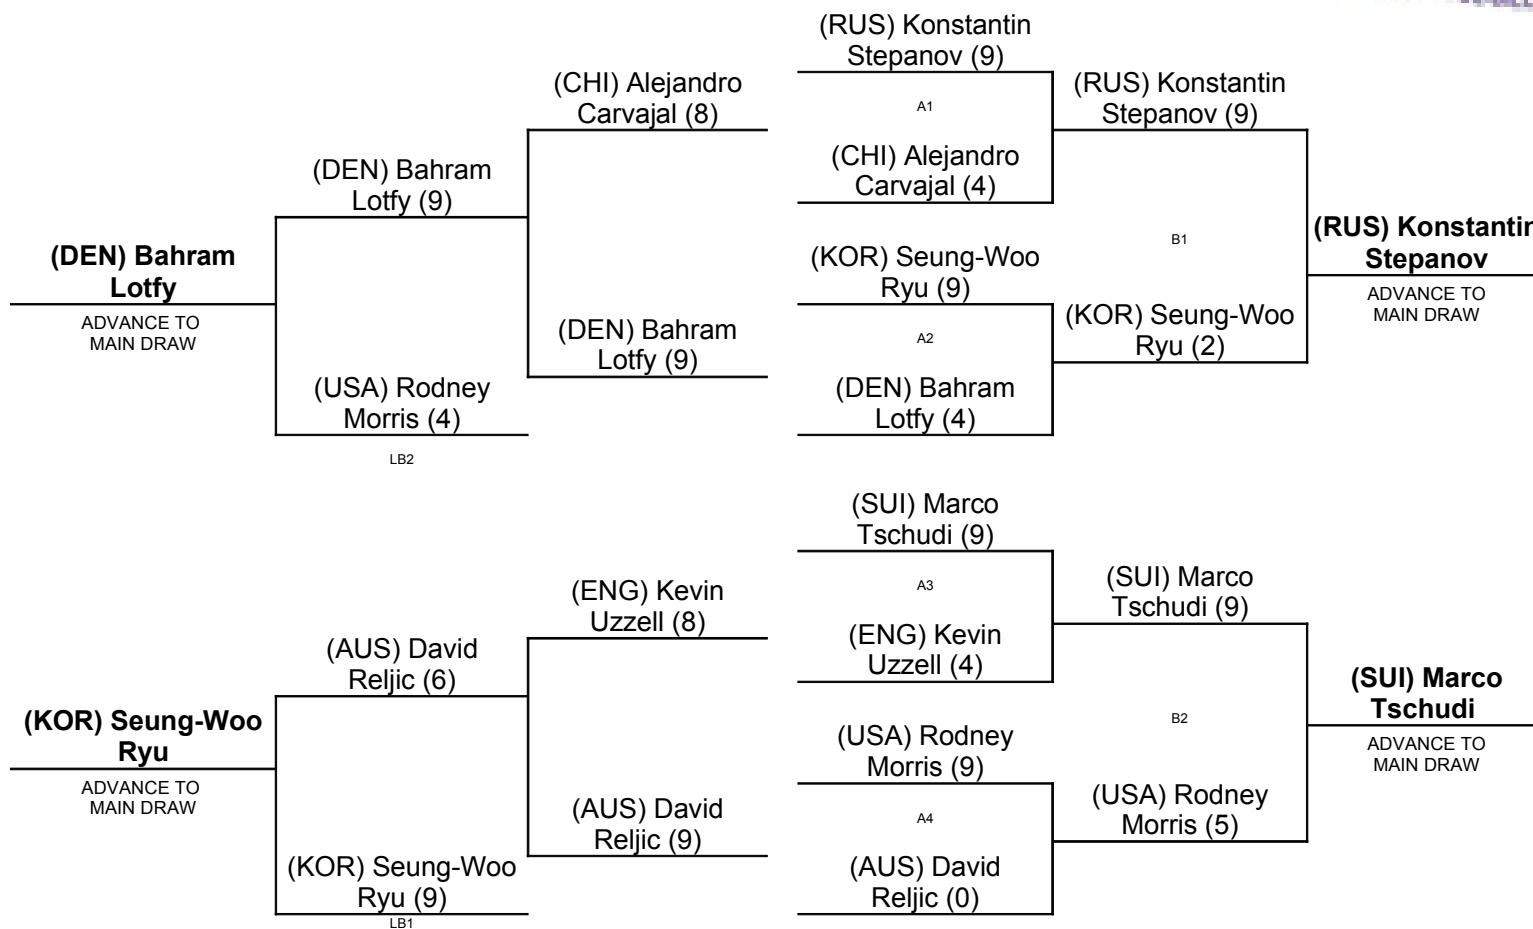 (RUS) Konstantin
Stepanov (9)
(CHI) Alejandro
Carvajal (8)
(RUS) Konstantin
Stepanov (9)
A1
(DEN) Bahram
Lotfy (9)
(CHI) Alejandro
Carvajal (4)
(DEN) Bahram
Lotfy
ADVANCE TO
MAIN DRAW
(KOR) Seung-Woo
Ryu (9)
B1
(RUS) Konstantin
Stepanov
ADVANCE TO
MAIN DRAW
(DEN) Bahram
Lotfy (9)
A2
(KOR) Seung-Woo
Ryu (2)
(USA) Rodney
Morris (4)
LB2
(DEN) Bahram
Lotfy (4)
(SUI) Marco
Tschudi (9)
(ENG) Kevin
Uzzell (8)
A3
(SUI) Marco
Tschudi (9)
(AUS) David
Reljic (6)
(ENG) Kevin
Uzzell (4)
(KOR) Seung-Woo
Ryu
ADVANCE TO
MAIN DRAW
(USA) Rodney
Morris (9)
B2
(SUI) Marco
Tschudi
ADVANCE TO
MAIN DRAW
(AUS) David
Reljic (9)
A4
(USA) Rodney
Morris (5)
(KOR) Seung-Woo
Ryu (9)
LB1
(AUS) David
Reljic (0)